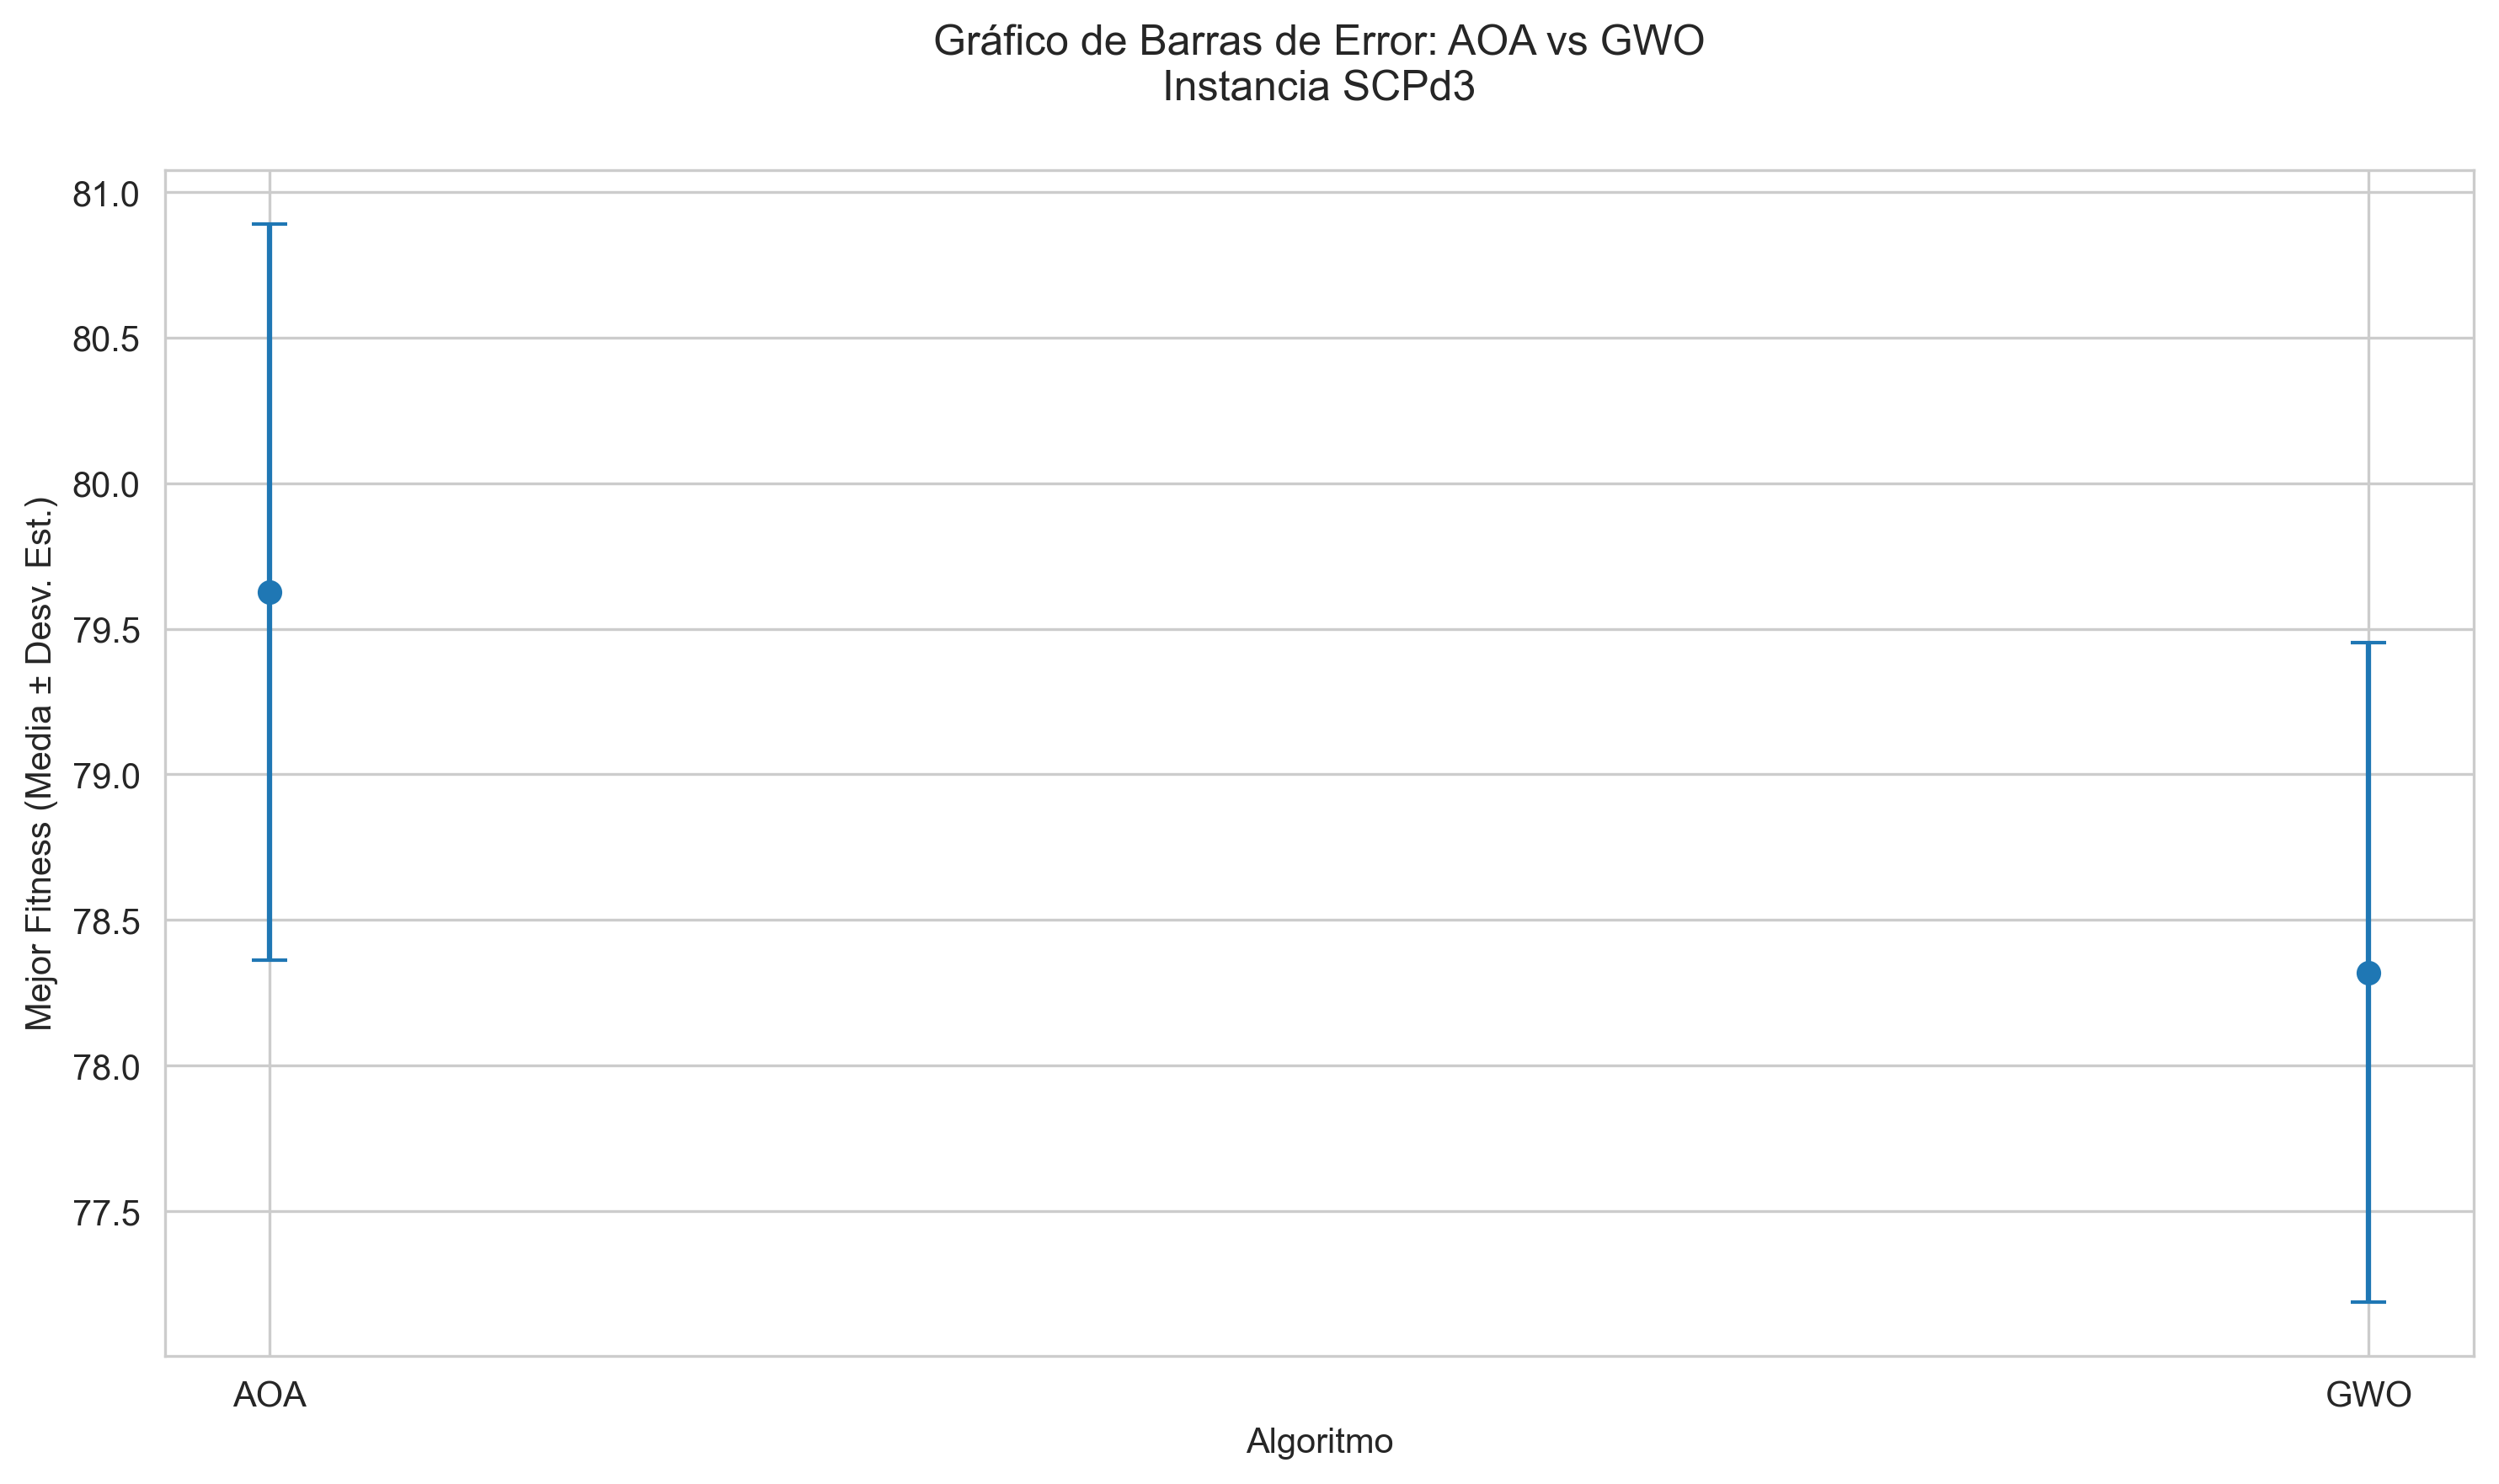 Gráfico de Barras de Error: AOA vs GWO
Instancia SCPd3
Mejor Fitness (Media ± Desv. Est.)
81.0
80.5
80.0
79.5
79.0
78.5
78.0
77.5
AOA
GWO
Algoritmo